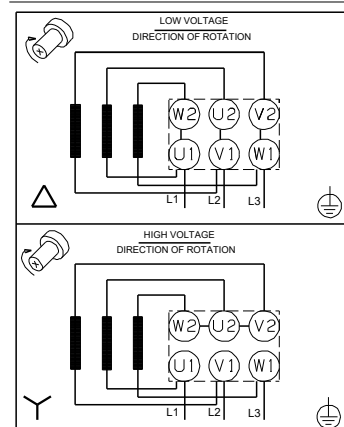 LOW VOLTAGE
DIRECTION OF ROTATION
W2 U2 V2
U1 V1 W1
L1 L2 L3
HIGH VOLTAGE
DIRECTION OF ROTATION
W2 U2 V2
U1 V1 W1
L1 L2 L3